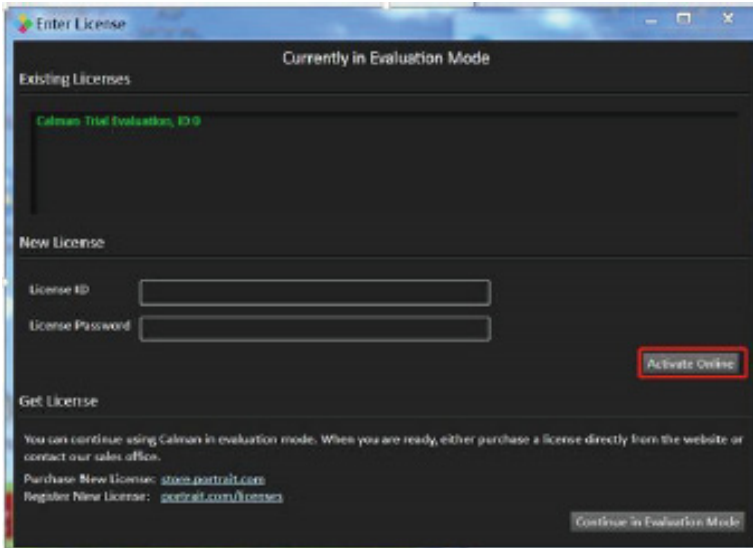 Enter License
Currently in Evaluation Mode
Existing Licenses
Calman Trial Evaluation, ID 0
New License
License ID
License Password
Activate Online
Get License
You can continue using Calman in evaluation mode. When you are ready, either purchase a license directly from the website or
contact our sales office.
Purchase New License: store.portrait.com
Register New License: portrait.com/licenses
Continue in Evaluation Mode